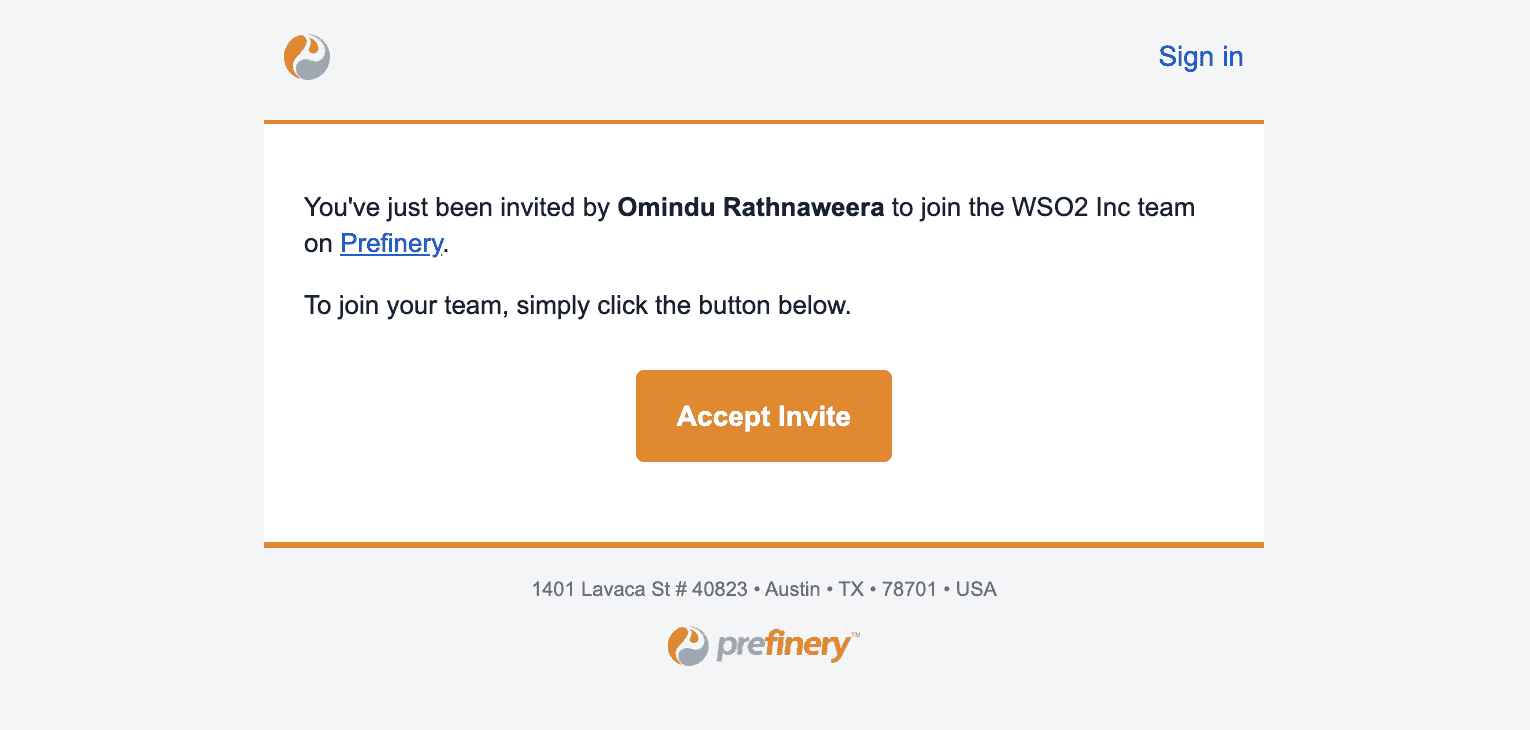 Sign in
You've just been invited by Omindu Rathnaweera to join the WSO2 Inc team
on Prefinery.
To join your team, simply click the button below.
Accept Invite
1401 Lavaca St # 40823 • Austin • TX • 78701 • USA
prefinery™